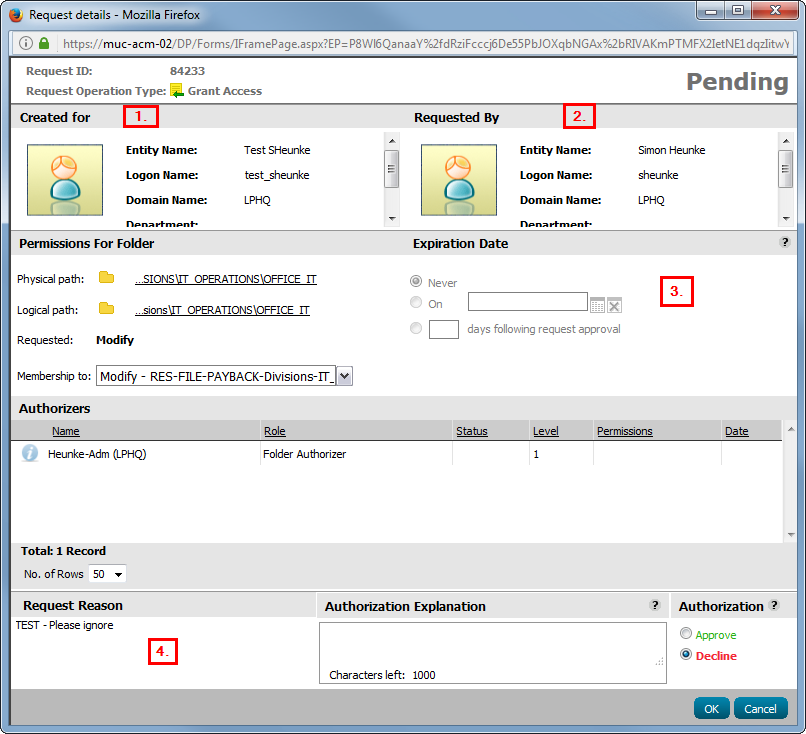 Request details - Mozilla Firefox
https://muc-acm-02/DP/Forms/IFramePage.aspx?EP=P8Wl6QanaaY%2fdRziFcccj6De55PbJOXqbNGAx%2bRIVAKmPTMFX2IetNE1dqzIitwY
Request ID: 84233
Request Operation Type: Grant Access
Pending
Created for 1.
Entity Name: Test SHeunke
Logon Name: test_sheunke
Domain Name: LPHQ
Department:
Requested By 2.
Entity Name: Simon Heunke
Logon Name: sheunke
Domain Name: LPHQ
Department:
Permissions For Folder
Physical path: ...SIONS\IT_OPERATIONS\OFFICE_IT
Logical path: ...sions\IT_OPERATIONS\OFFICE_IT
Requested: Modify
Membership to: Modify - RES-FILE-PAYBACK-Divisions-IT_
Expiration Date ?
Never
On
3.
days following request approval
Authorizers
Name Role Status Level Permissions Date
i Heunke-Adm (LPHQ) Folder Authorizer 1
Total: 1 Record
No. of Rows 50
Request Reason
TEST - Please ignore
4.
Authorization Explanation ?
Characters left: 1000
Authorization ?
Approve
Decline
OK Cancel